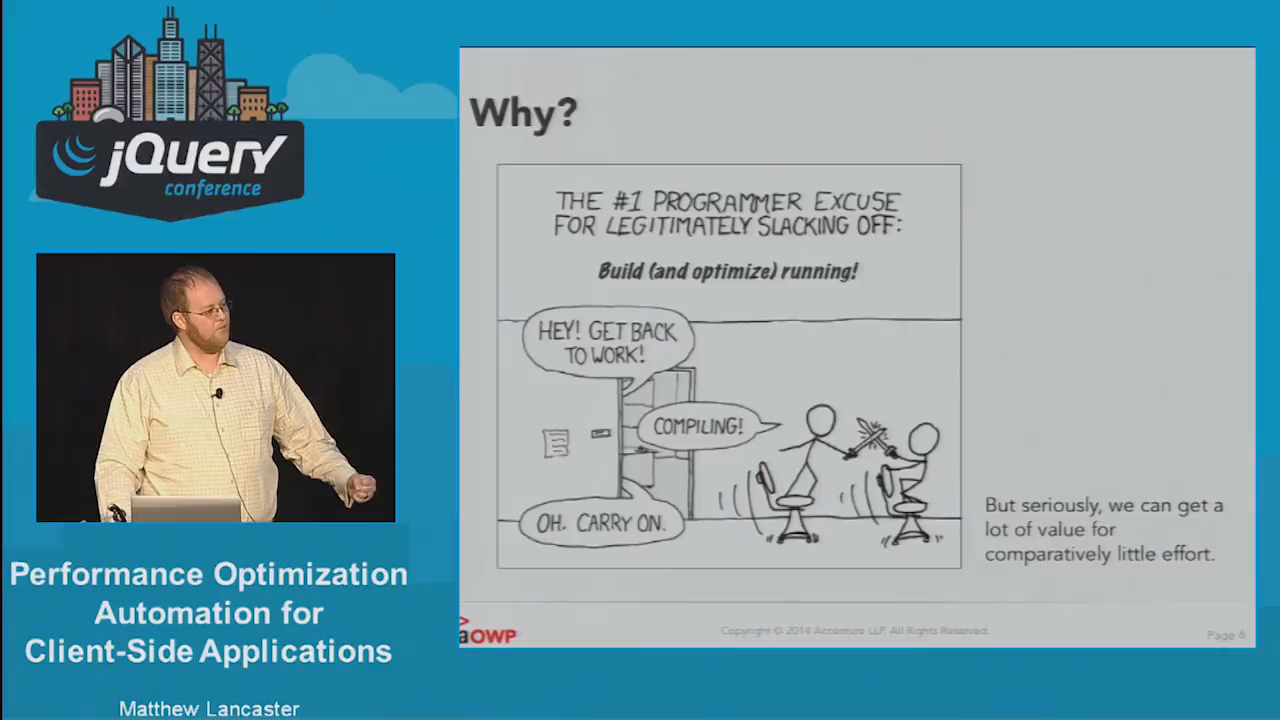 jQuery
conference
Performance Optimization
Automation for
Client-Side Applications
Matthew Lancaster
Why?
THE #1 PROGRAMMER EXCUSE
FOR LEGITIMATELY SLACKING OFF:
Build (and optimize) running!
HEY! GET BACK
TO WORK!
COMPILING!
OH. CARRY ON.
But seriously, we can get a
lot of value for
comparatively little effort.
aOWP
Copyright © 2014 Accenture LLP. All Rights Reserved.
Page 6